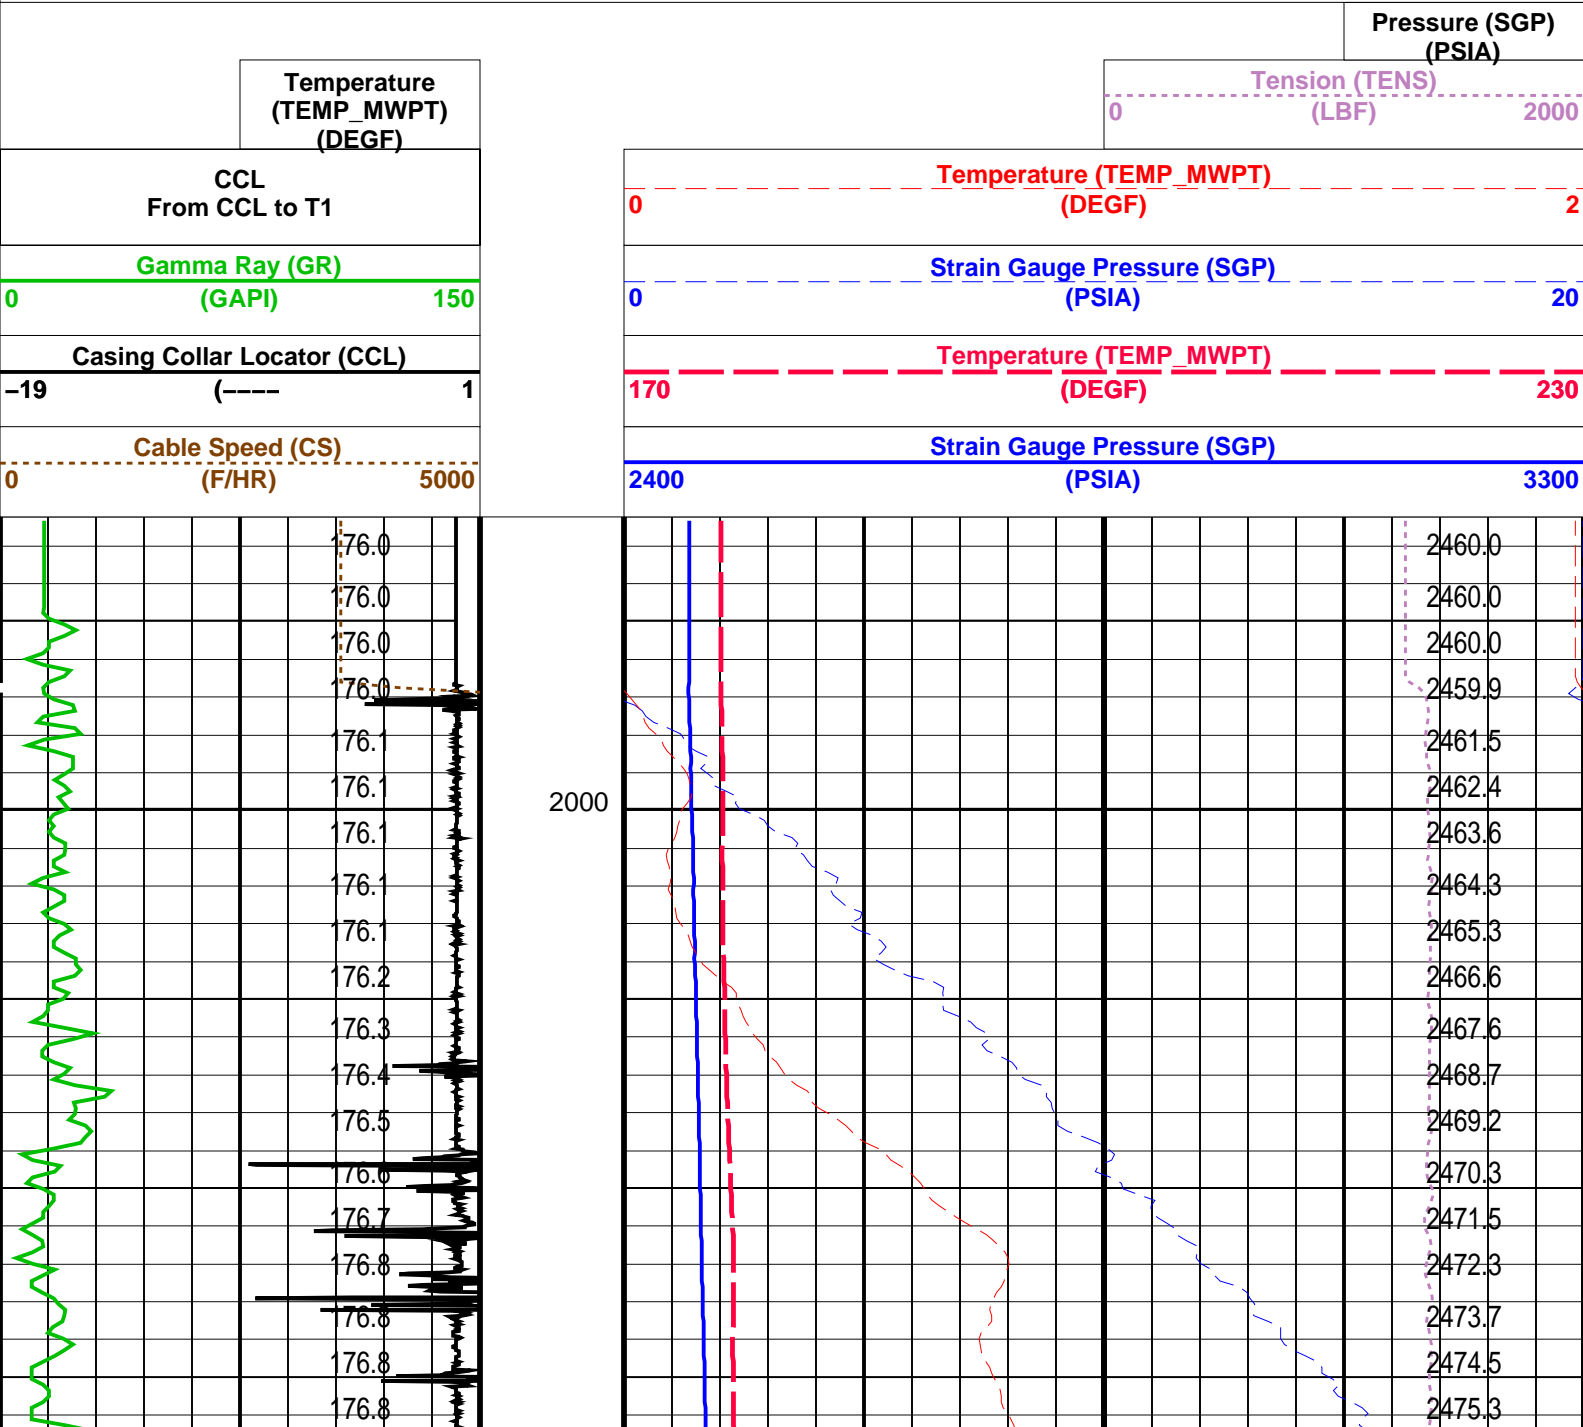 Pressure (SGP)
(PSIA)
Tension (TENS)
0 (LBF) 2000
Temperature
(TEMP_MWPT)
(DEGF)
CCL
From CCL to T1
Temperature (TEMP_MWPT)
0 (DEGF) 2
Gamma Ray (GR)
0 (GAPI) 150
Strain Gauge Pressure (SGP)
0 (PSIA) 20
Casing Collar Locator (CCL)
–19 (–––– 1
Temperature (TEMP_MWPT)
170 (DEGF) 230
Cable Speed (CS)
0 (F/HR) 5000
Strain Gauge Pressure (SGP)
2400 (PSIA) 3300
176.0 2460.0
176.0 2460.0
176.0 2460.0
176.0 2459.9
176.1 2461.5
176.1 2462.4
2000
176.1 2463.6
176.1 2464.3
176.1 2465.3
176.2 2466.6
176.3 2467.6
176.4 2468.7
176.5 2469.2
176.6 2470.3
176.7 2471.5
176.8 2472.3
176.8 2473.7
176.8 2474.5
176.8 2475.3